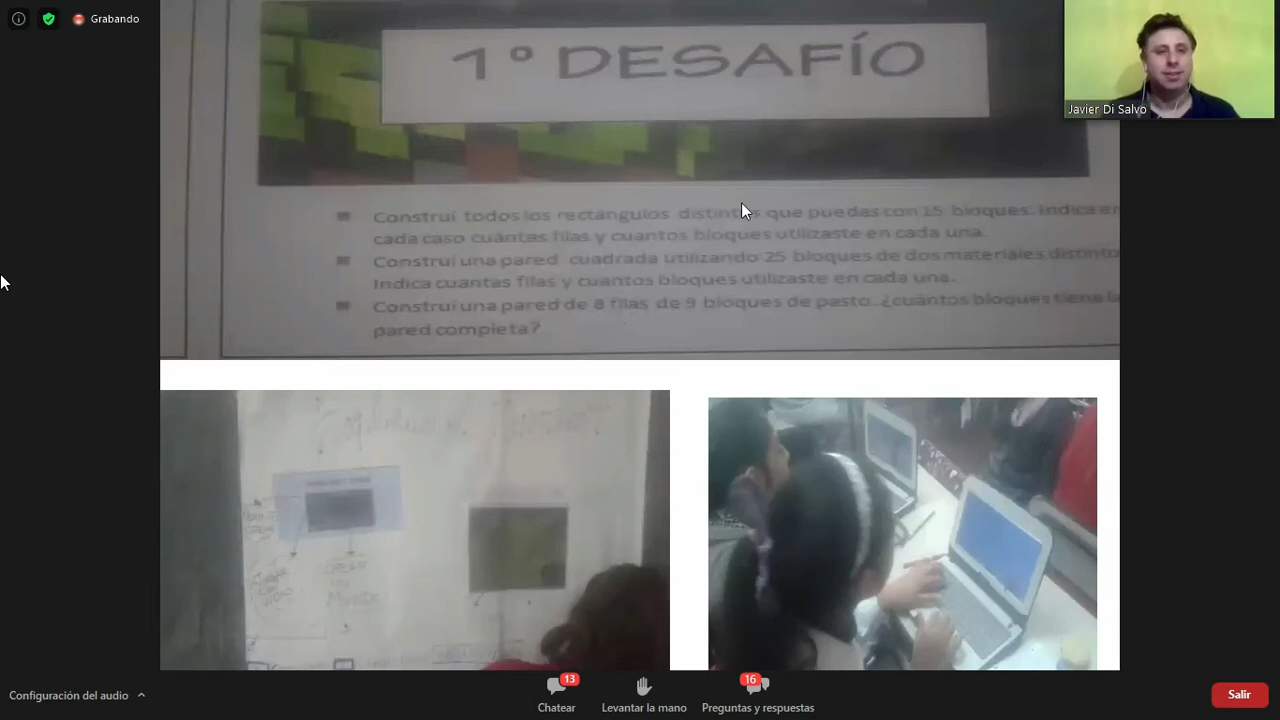 Grabando
1° DESAFÍO
Javier Di Salvo
Construí todos los rectángulos distintos que puedas con 15 bloques. Indica en
cada caso cuántas filas y cuantos bloques utilizaste en cada una.
Construí una pared cuadrada utilizando 25 bloques de dos materiales distinto
Indica cuantas filas y cuantos bloques utilizaste en cada una.
Construí una pared de 8 filas de 9 bloques de pasto. ¿cuántos bloques tiene la
pared completa?
CREAR
Configuración del audio
13
Chatear
Levantar la mano
16
Preguntas y respuestas
Salir